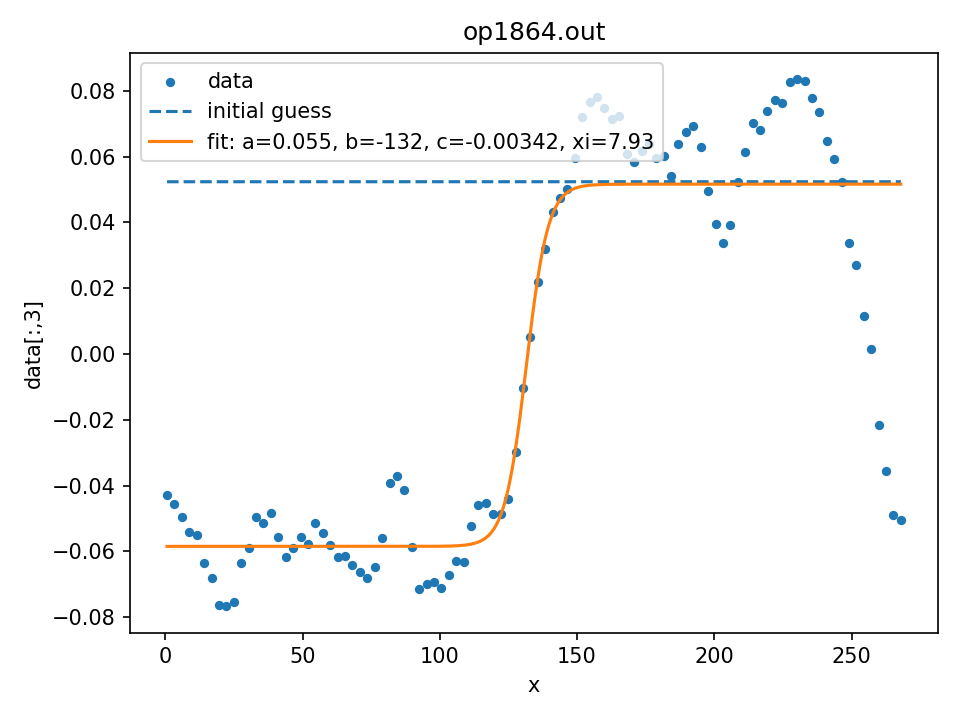 op1864.out
data
initial guess
fit: a=0.055, b=-132, c=-0.00342, xi=7.93
0.08
0.06
0.04
0.02
0.00
−0.02
−0.04
−0.06
−0.08
data[:,3]
0 50 100 150 200 250
x